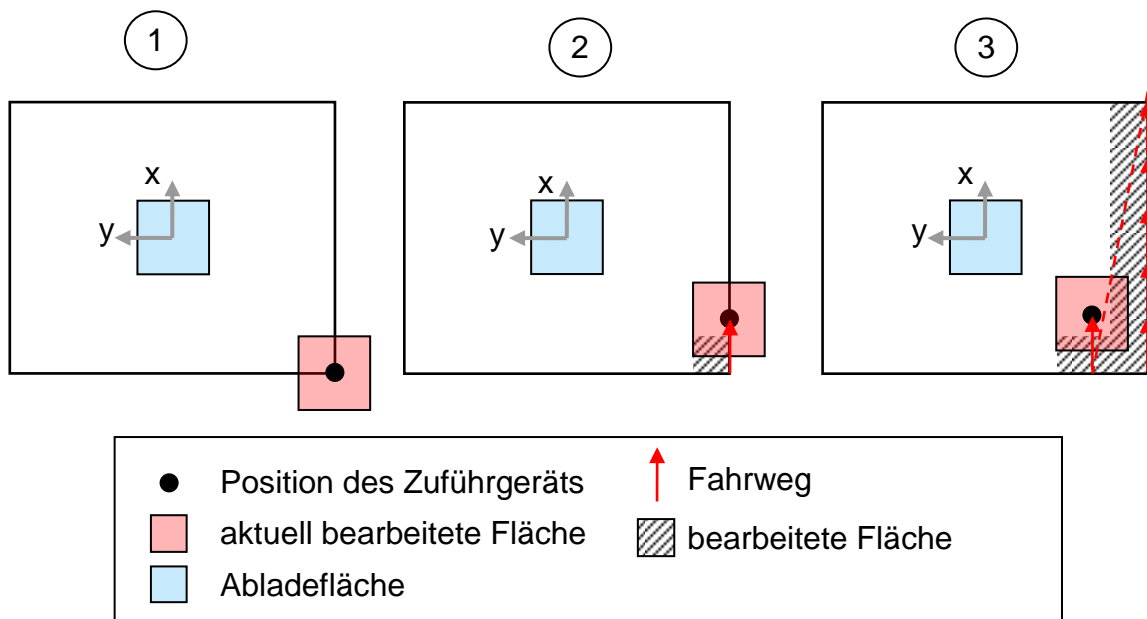 1
2
3
x
y
x
y
x
y
Position des Zuführgeräts
aktuell bearbeitete Fläche
Abladefläche
Fahrweg
bearbeitete Fläche